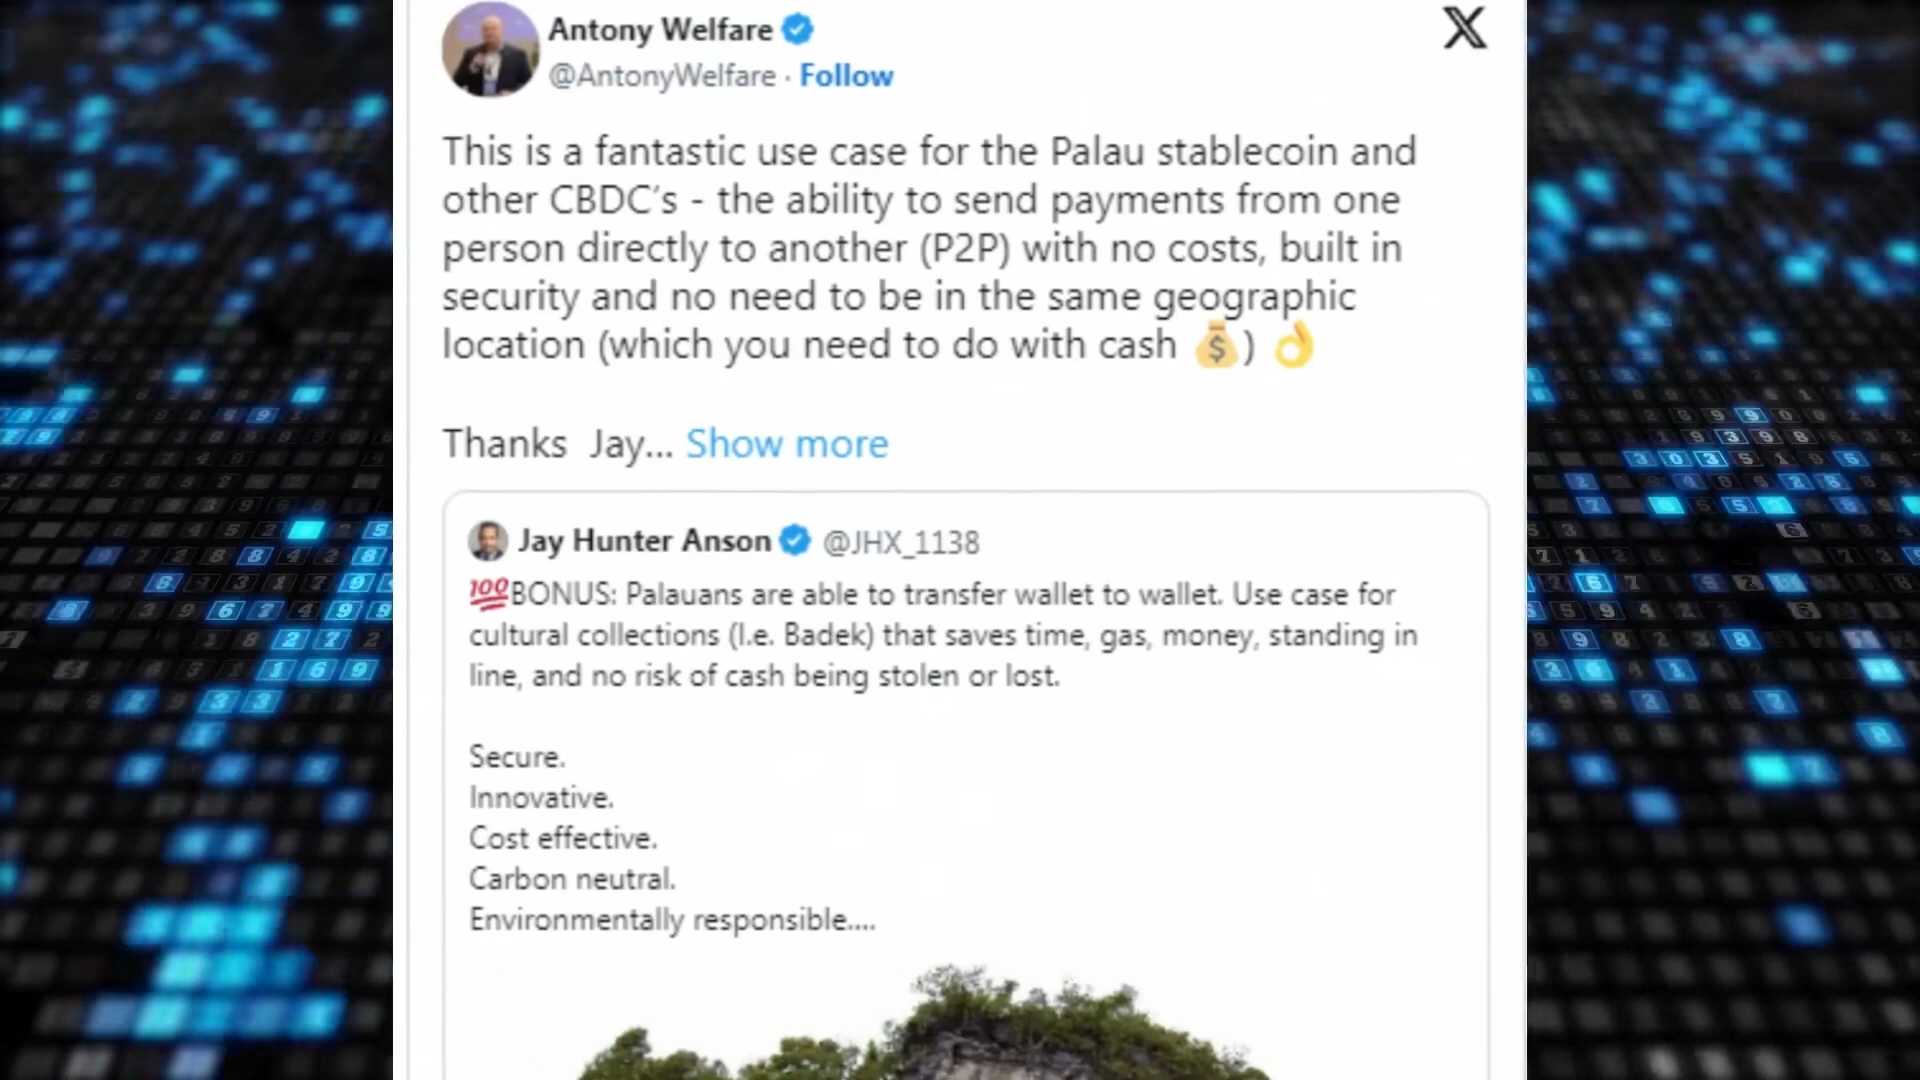 Antony Welfare
@AntonyWelfare · Follow
This is a fantastic use case for the Palau stablecoin and
other CBDC’s - the ability to send payments from one
person directly to another (P2P) with no costs, built in
security and no need to be in the same geographic
location (which you need to do with cash 💰) 👌
Thanks Jay... Show more
Jay Hunter Anson @JHX_1138
💯BONUS: Palauans are able to transfer wallet to wallet. Use case for
cultural collections (I.e. Badek) that saves time, gas, money, standing in
line, and no risk of cash being stolen or lost.
Secure.
Innovative.
Cost effective.
Carbon neutral.
Environmentally responsible....